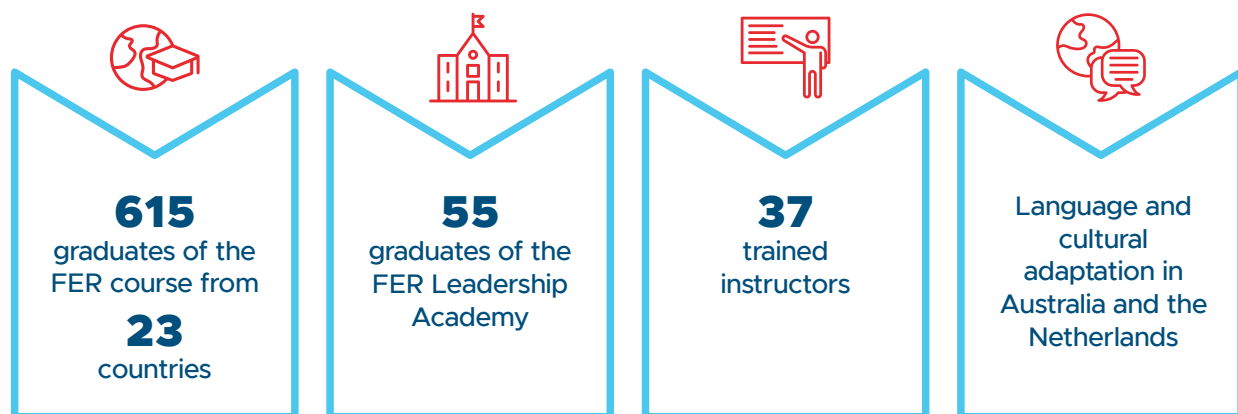 615
graduates of the
FER course from
23
countries
55
graduates of the
FER Leadership
Academy
37
trained
instructors
Language and
cultural
adaptation in
Australia and the
Netherlands